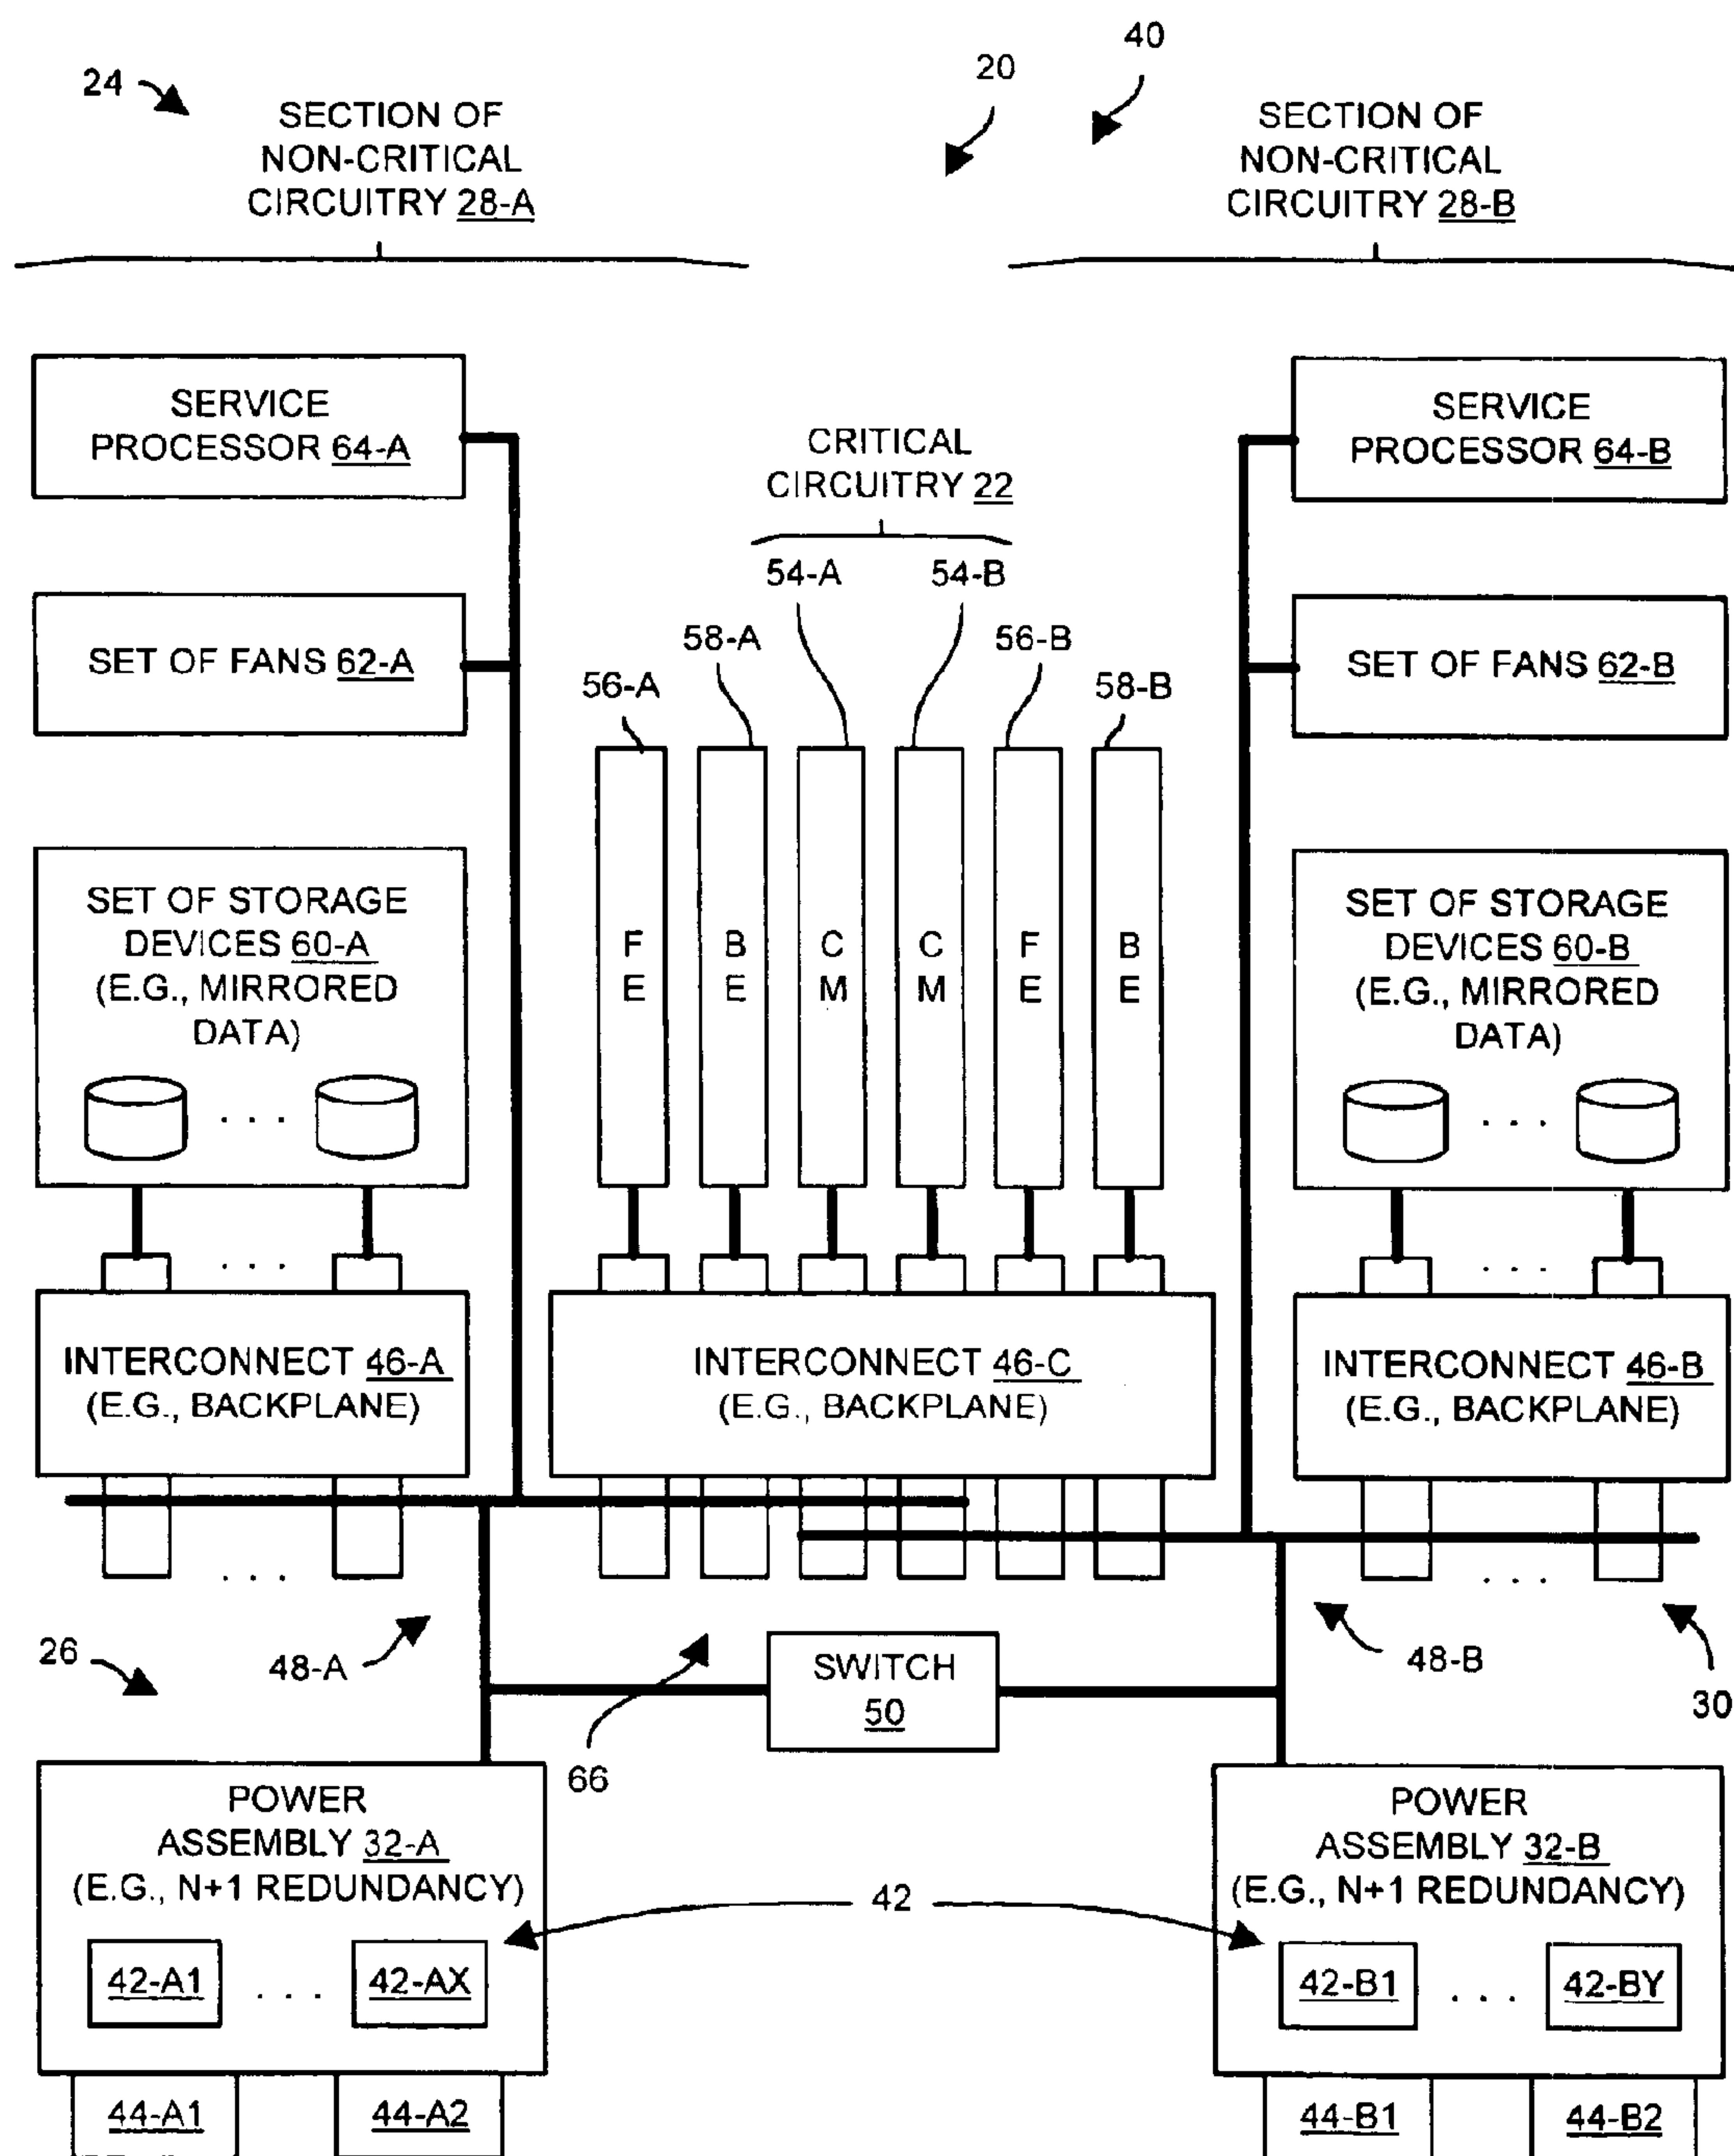 40
20
24
SECTION OF
NON-CRITICAL
CIRCUITRY 28-A
SECTION OF
NON-CRITICAL
CIRCUITRY 28-B
SERVICE
PROCESSOR 64-A
SERVICE
PROCESSOR 64-B
CRITICAL
CIRCUITRY 22
54-A
54-B
58-A
56-B
56-A
58-B
SET OF FANS 62-A
SET OF FANS 62-B
SET OF STORAGE
DEVICES 60-A
(E.G., MIRRORED
DATA)
. . .
F
E
B
E
C
M
C
M
F
E
B
E
SET OF STORAGE
DEVICES 60-B
(E.G., MIRRORED
DATA)
. . .
. . .
. . .
INTERCONNECT 46-A
(E.G., BACKPLANE)
INTERCONNECT 46-C
(E.G., BACKPLANE)
INTERCONNECT 46-B
(E.G., BACKPLANE)
. . .
. . .
26
48-A
66
SWITCH
50
48-B
30
POWER
ASSEMBLY 32-A
(E.G., N+1 REDUNDANCY)
42-A1 . . . 42-AX
44-A1
44-A2
42
POWER
ASSEMBLY 32-B
(E.G., N+1 REDUNDANCY)
42-B1 . . . 42-BY
44-B1
44-B2